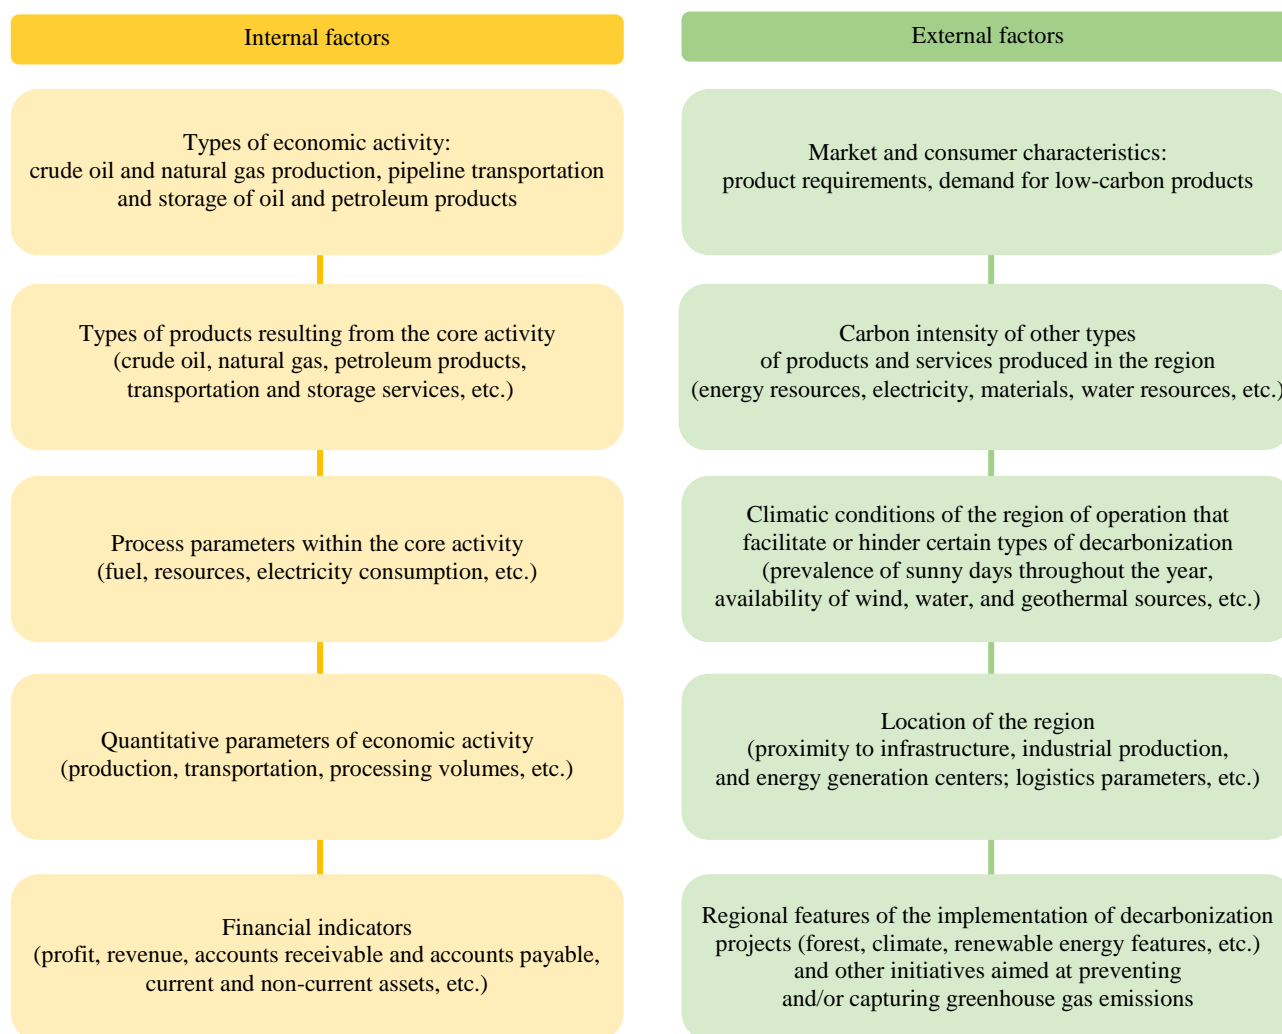 Internal factors
Types of economic activity:
crude oil and natural gas production, pipeline transportation
and storage of oil and petroleum products
Types of products resulting from the core activity
(crude oil, natural gas, petroleum products,
transportation and storage services, etc.)
Process parameters within the core activity
(fuel, resources, electricity consumption, etc.)
Quantitative parameters of economic activity
(production, transportation, processing volumes, etc.)
Financial indicators
(profit, revenue, accounts receivable and accounts payable,
current and non-current assets, etc.)
External factors
Market and consumer characteristics:
product requirements, demand for low-carbon products
Carbon intensity of other types
of products and services produced in the region
(energy resources, electricity, materials, water resources, etc.)
Climatic conditions of the region of operation that
facilitate or hinder certain types of decarbonization
(prevalence of sunny days throughout the year,
availability of wind, water, and geothermal sources, etc.)
Location of the region
(proximity to infrastructure, industrial production,
and energy generation centers; logistics parameters, etc.)
Regional features of the implementation of decarbonization
projects (forest, climate, renewable energy features, etc.)
and other initiatives aimed at preventing
and/or capturing greenhouse gas emissions